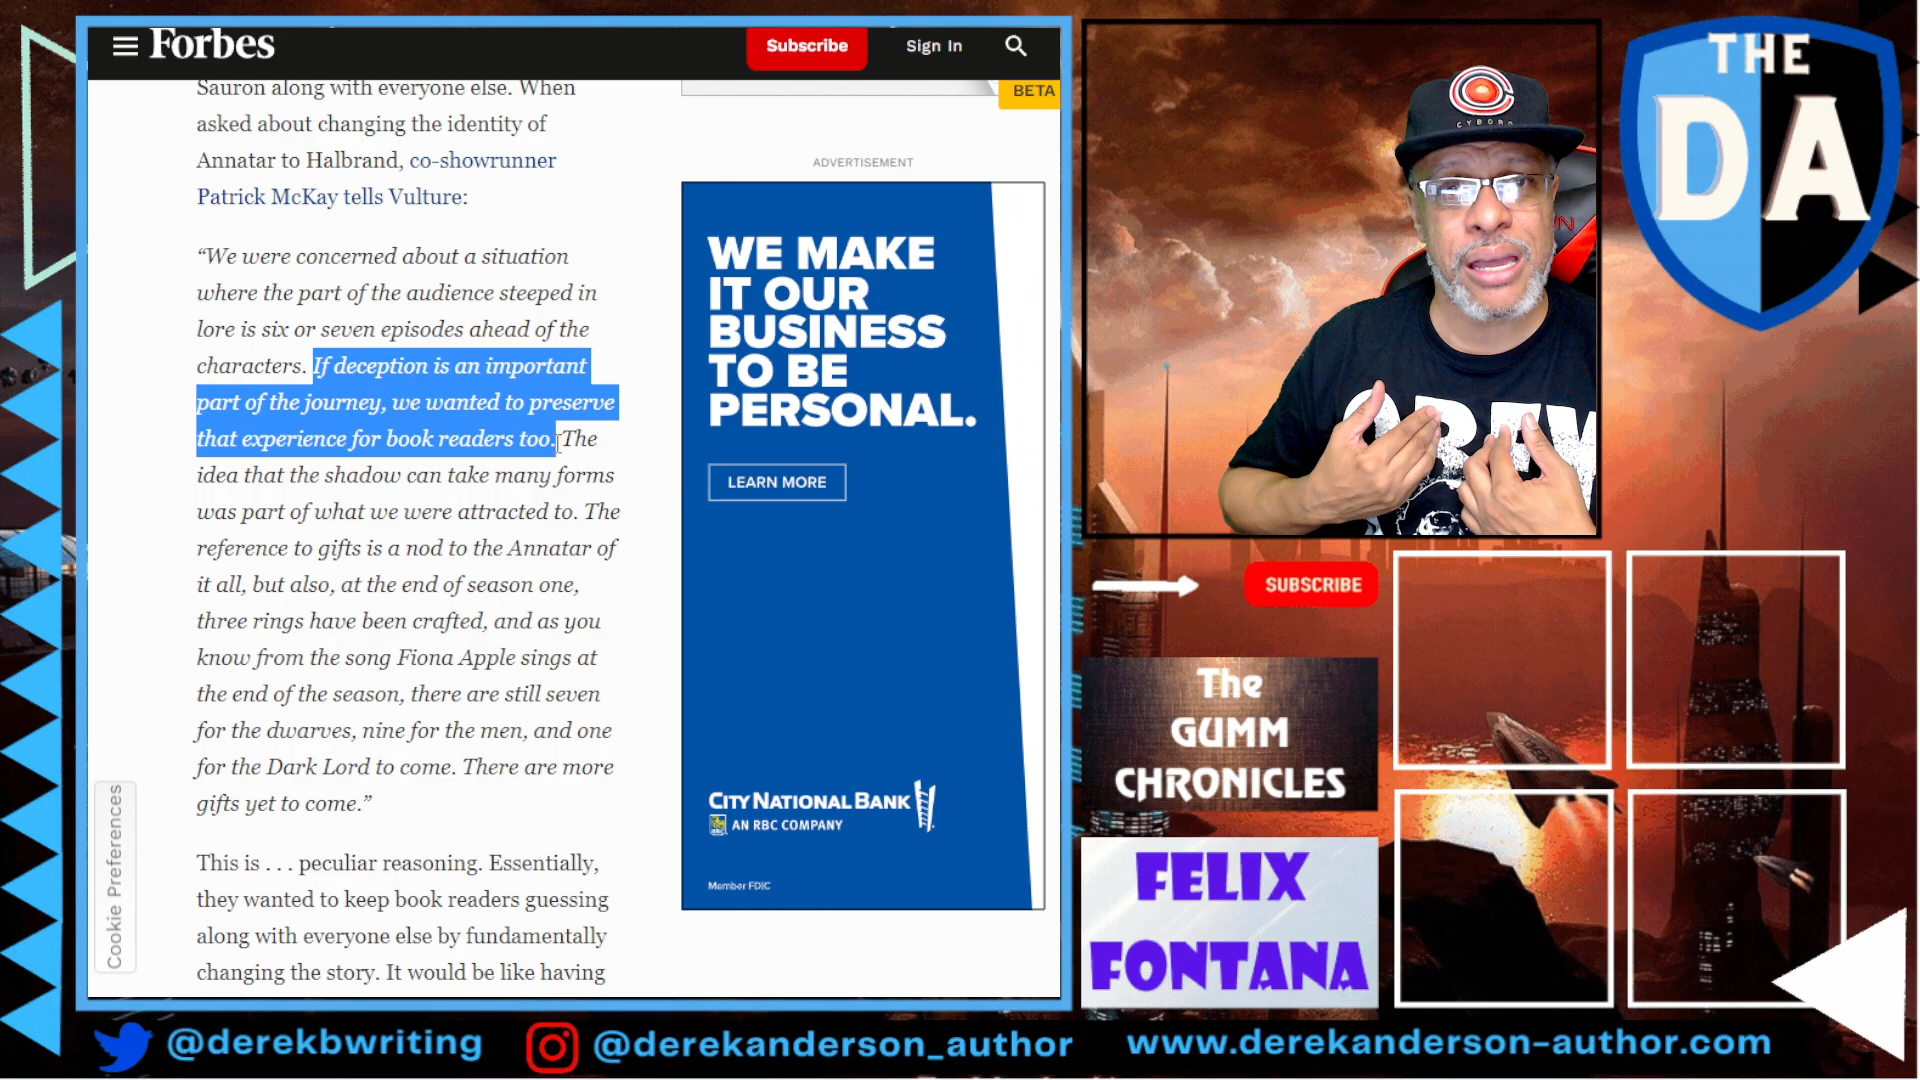 Forbes
Subscribe
Sign In
Sauron along with everyone else. When
asked about changing the identity of
Annatar to Halbrand, co-showrunner
Patrick McKay tells Vulture:
“We were concerned about a situation
where the part of the audience steeped in
lore is six or seven episodes ahead of the
characters. If deception is an important
part of the journey, we wanted to preserve
that experience for book readers too. The
idea that the shadow can take many forms
was part of what we were attracted to. The
reference to gifts is a nod to the Annatar of
it all, but also, at the end of season one,
three rings have been crafted, and as you
know from the song Fiona Apple sings at
the end of the season, there are still seven
for the dwarves, nine for the men, and one
for the Dark Lord to come. There are more
gifts yet to come.”
This is . . . peculiar reasoning. Essentially,
they wanted to keep book readers guessing
along with everyone else by fundamentally
changing the story. It would be like having
Cookie Preferences
BETA
ADVERTISEMENT
WE MAKE
IT OUR
BUSINESS
TO BE
PERSONAL.
LEARN MORE
CITY NATIONAL BANK
AN RBC COMPANY
Member FDIC
CYBORG
THE
DA
SUBSCRIBE
The
GUMM
CHRONICLES
FELIX
FONTANA
@derekbwriting
@derekanderson_author
www.derekanderson-author.com